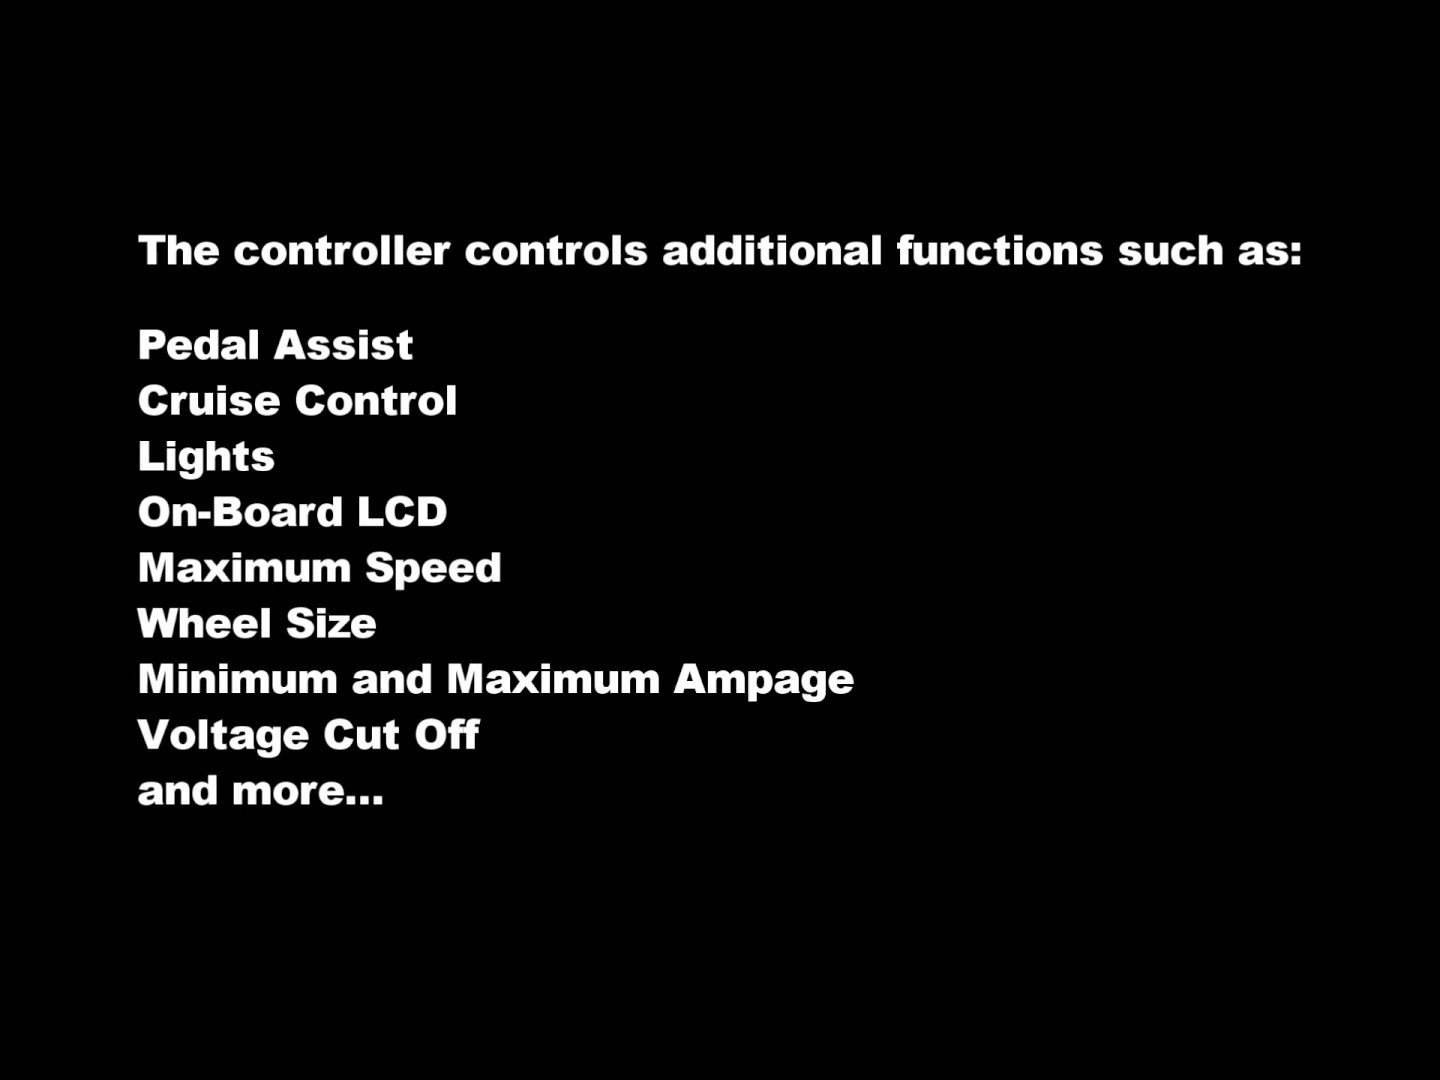 The controller controls additional functions such as:
Pedal Assist
Cruise Control
Lights
On-Board LCD
Maximum Speed
Wheel Size
Minimum and Maximum Ampage
Voltage Cut Off
and more...